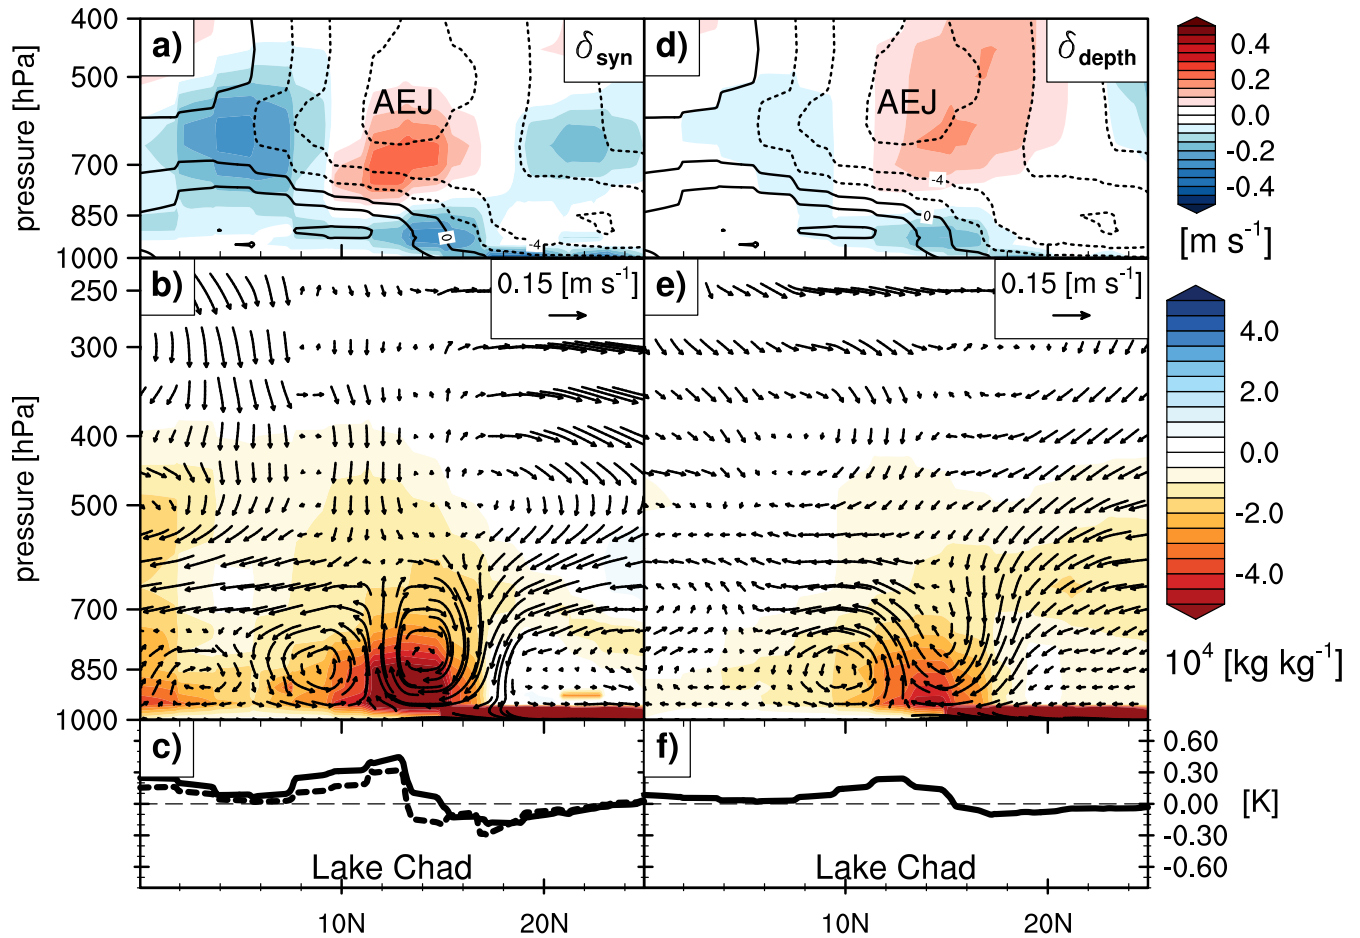 400
500
700
850
1000
pressure [hPa]
a)
δsyn
AEJ
0
-4
d)
δdepth
AEJ
-4
0
0.4
0.2
0.0
-0.2
-0.4
[m s⁻¹]
250
300
400
500
700
850
1000
pressure [hPa]
b)
0.15 [m s⁻¹]
e)
0.15 [m s⁻¹]
4.0
2.0
0.0
-2.0
-4.0
10⁴ [kg kg⁻¹]
c)
Lake Chad
f)
Lake Chad
0.60
0.30
0.00
-0.30
-0.60
[K]
10N
20N
10N
20N